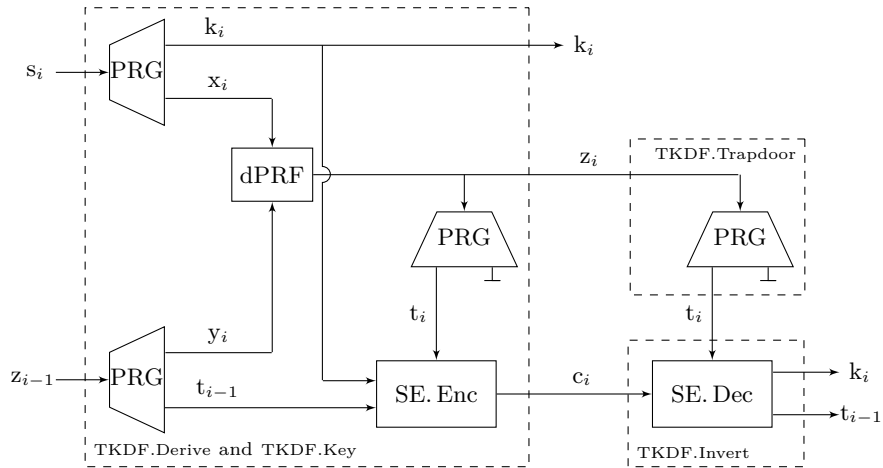 k_i
PRG
k_i
s_i
x_i
dPRF
z_i
TKDF.Trapdoor
PRG
PRG
t_i
t_i
y_i
z_{i-1}
PRG
t_{i-1}
SE.Enc
c_i
SE.Dec
k_i
t_{i-1}
TKDF.Derive and TKDF.Key
TKDF.Invert